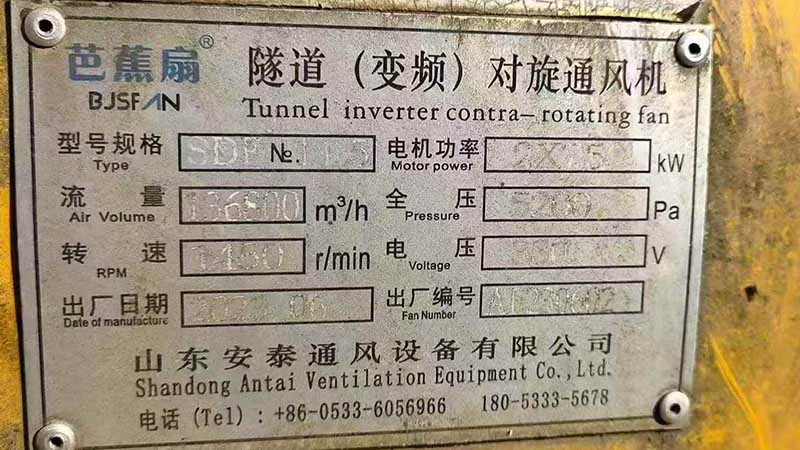 芭蕉扇® 隧道（变频）对旋通风机
BJSFAN Tunnel inverter contra-rotating fan
型号规格 Type №. 电机功率 Motor power kW
流量 Air Volume 136800 m³/h 全压 Pressure 5200 Pa
转速 RPM r/min 电压 Voltage V
出厂日期 Date of manufacture 出厂编号 Fan Number
山东安泰通风设备有限公司
Shandong Antai Ventilation Equipment Co.,Ltd.
电话（Tel）: +86-0533-6056966 180-5333-5678